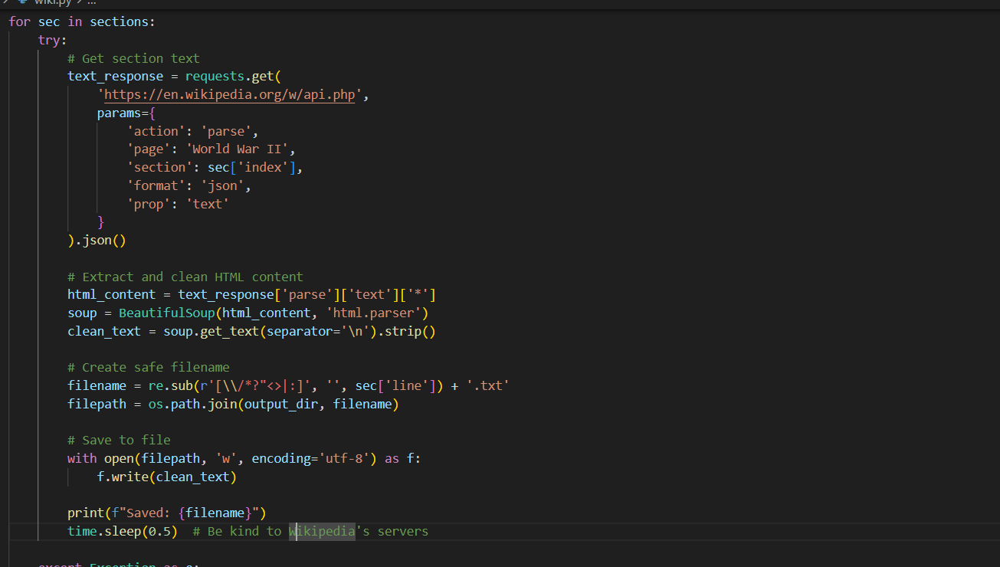 wiki.py > ...
for sec in sections:
    try:
        # Get section text
        text_response = requests.get(
            'https://en.wikipedia.org/w/api.php',
            params={
                'action': 'parse',
                'page': 'World War II',
                'section': sec['index'],
                'format': 'json',
                'prop': 'text'
            }
        ).json()

        # Extract and clean HTML content
        html_content = text_response['parse']['text']['*']
        soup = BeautifulSoup(html_content, 'html.parser')
        clean_text = soup.get_text(separator='\n').strip()

        # Create safe filename
        filename = re.sub(r'[\\/*?"<>|:]', '', sec['line']) + '.txt'
        filepath = os.path.join(output_dir, filename)

        # Save to file
        with open(filepath, 'w', encoding='utf-8') as f:
            f.write(clean_text)

        print(f"Saved: {filename}")
        time.sleep(0.5)  # Be kind to Wikipedia's servers

    except Exception as e: